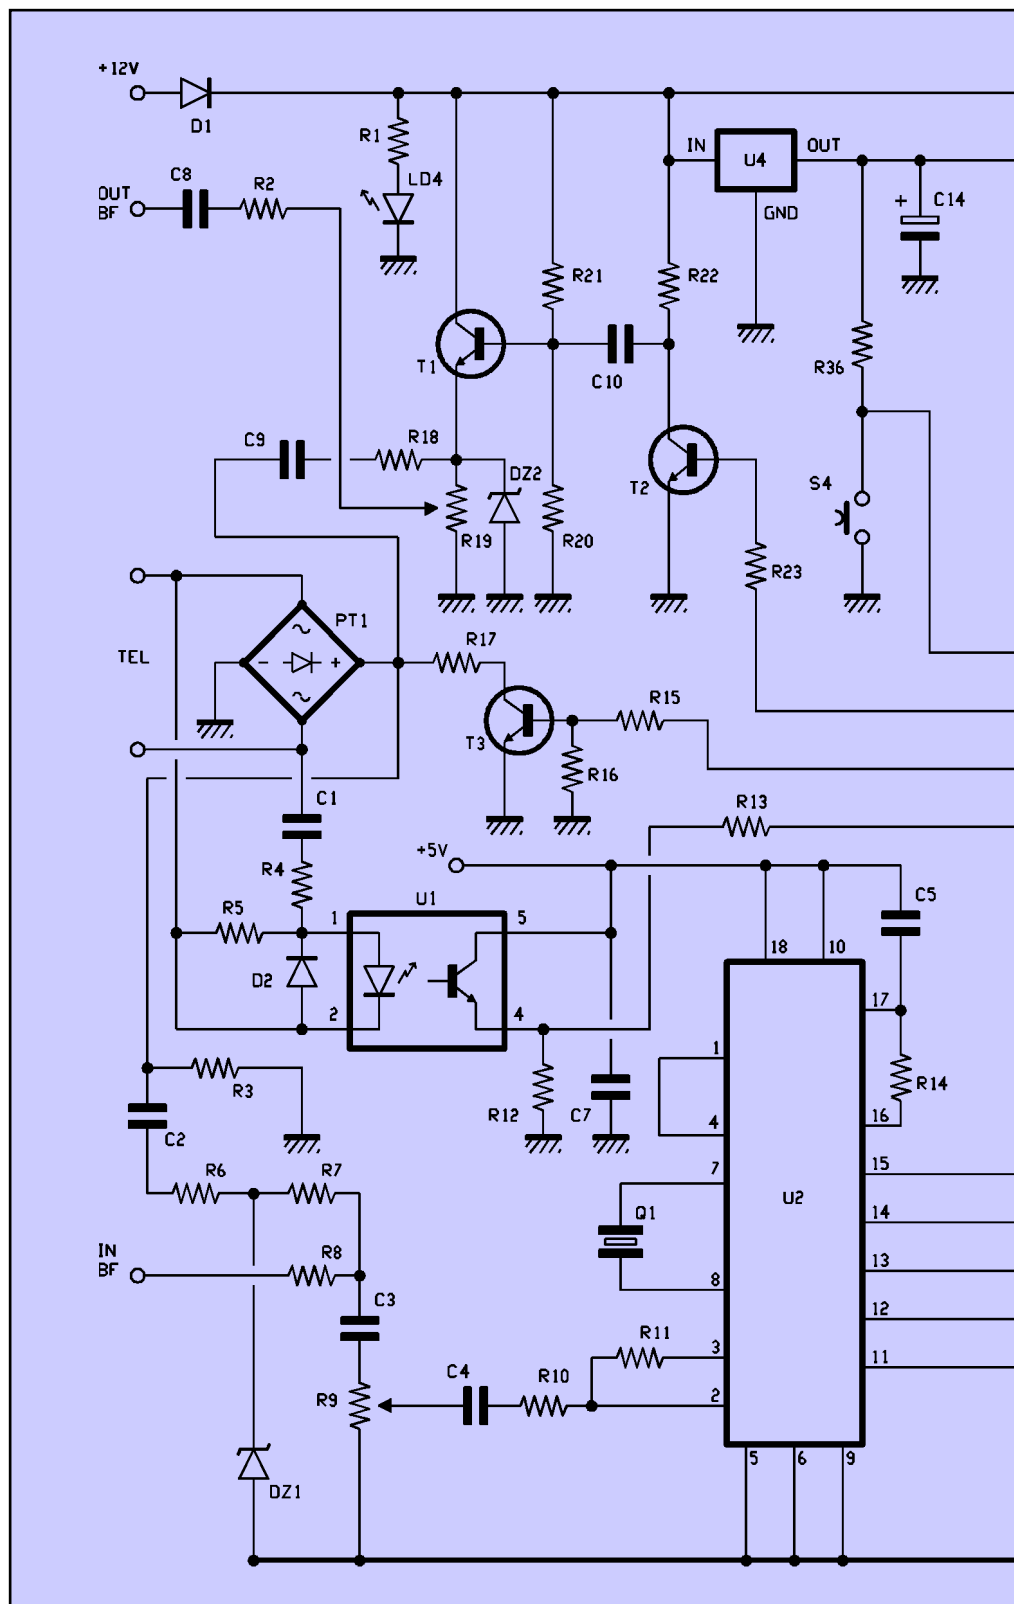 +12V
D1
R1
IN
U4
OUT
C8
R2
LD4
OUT
BF
GND
+
C14
R21
R22
T1
C10
R36
C9
R18
DZ2
T2
S4
R19
R20
R23
PT1
TEL
-
+
R17
R15
T3
R16
C1
R13
+5V
R4
U1
C5
R5
1
5
18
10
D2
17
2
4
1
R3
R14
R12
C7
4
16
C2
R6
R7
7
15
U2
Q1
14
IN
BF
R8
13
8
C3
12
R11
3
11
C4
R10
R9
2
5
6
9
DZ1